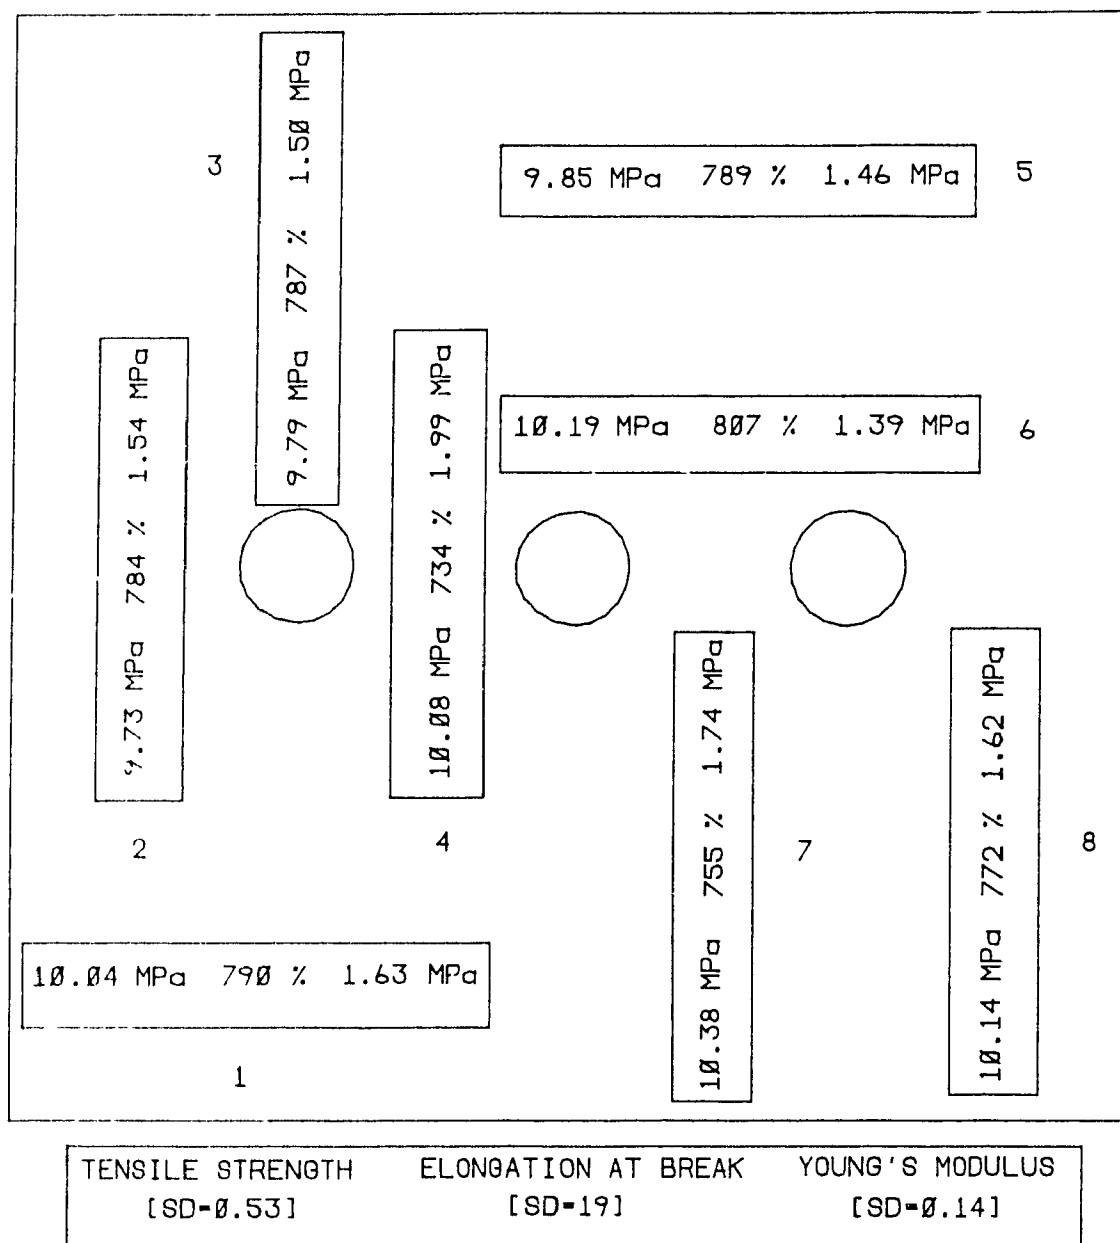 3
9.79 MPa 787 % 1.50 MPa
9.85 MPa 789 % 1.46 MPa
5
9.73 MPa 784 % 1.54 MPa
2
10.08 MPa 734 % 1.99 MPa
4
10.19 MPa 807 % 1.39 MPa
6
10.38 MPa 755 % 1.74 MPa
7
10.14 MPa 772 % 1.62 MPa
8
10.04 MPa 790 % 1.63 MPa
1
TENSILE STRENGTH ELONGATION AT BREAK YOUNG'S MODULUS
[SD=0.53] [SD=19] [SD=0.14]